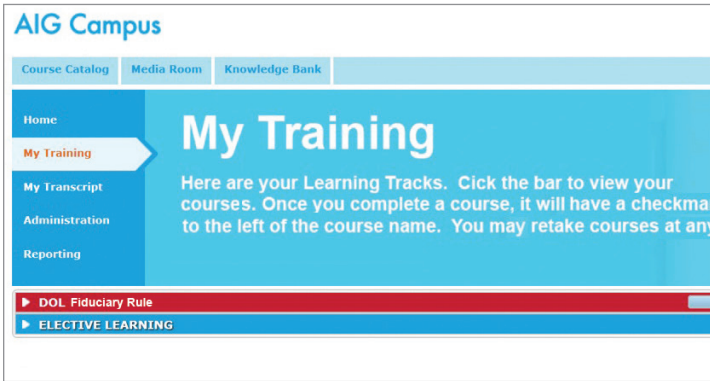 AIG Campus
Course Catalog Media Room Knowledge Bank
Home
My Training
My Transcript
Administration
Reporting
My Training
Here are your Learning Tracks. Cick the bar to view your
courses. Once you complete a course, it will have a checkma
to the left of the course name. You may retake courses at any
DOL Fiduciary Rule
ELECTIVE LEARNING